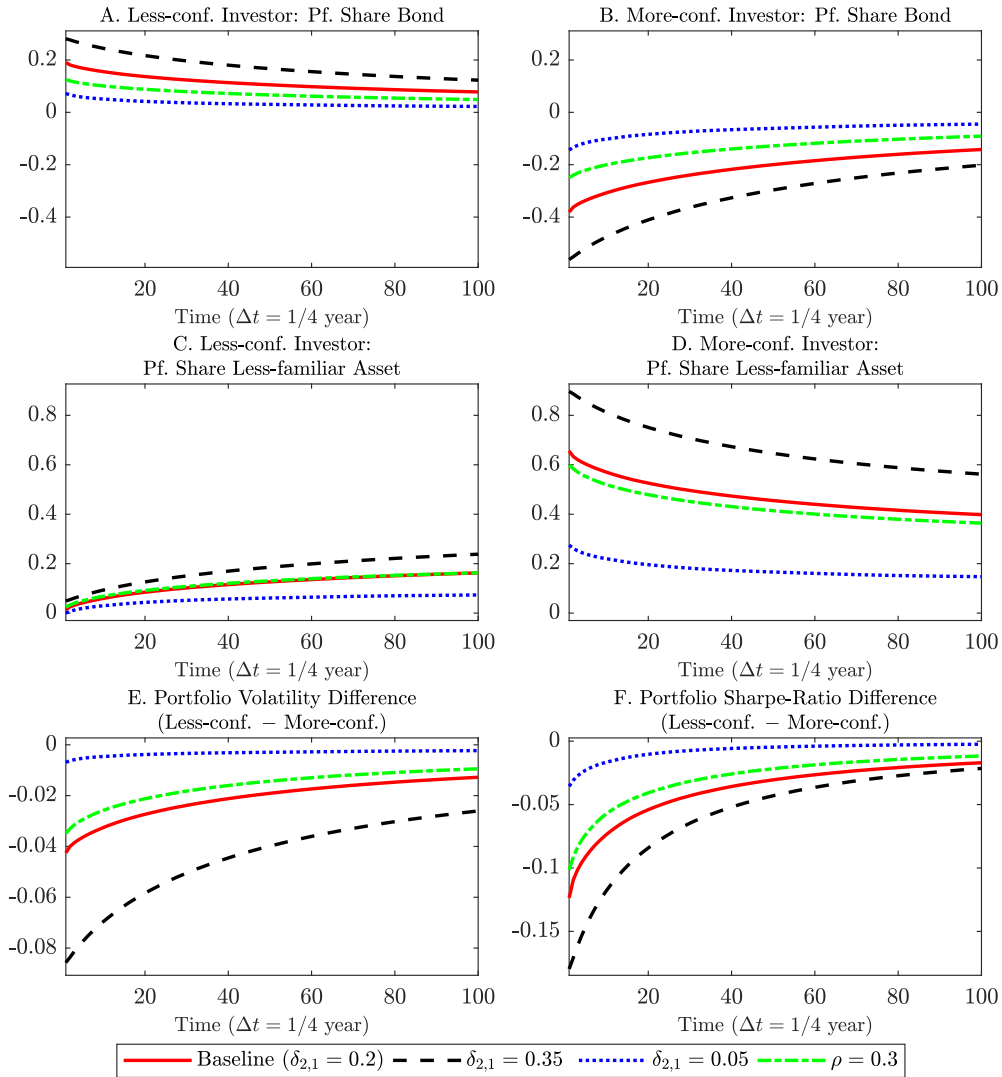 A. Less-conf. Investor: Pf. Share Bond
B. More-conf. Investor: Pf. Share Bond
0.2
0
-0.2
-0.4
20 40 60 80 100
Time (Δt = 1/4 year)
0.2
0
-0.2
-0.4
20 40 60 80 100
Time (Δt = 1/4 year)
C. Less-conf. Investor:
Pf. Share Less-familiar Asset
D. More-conf. Investor:
Pf. Share Less-familiar Asset
0.8
0.6
0.4
0.2
0
20 40 60 80 100
Time (Δt = 1/4 year)
0.8
0.6
0.4
0.2
0
20 40 60 80 100
Time (Δt = 1/4 year)
E. Portfolio Volatility Difference
(Less-conf. − More-conf.)
F. Portfolio Sharpe-Ratio Difference
(Less-conf. − More-conf.)
0
-0.02
-0.04
-0.06
-0.08
20 40 60 80 100
Time (Δt = 1/4 year)
0
-0.05
-0.1
-0.15
20 40 60 80 100
Time (Δt = 1/4 year)
Baseline (δ2,1 = 0.2) δ2,1 = 0.35 δ2,1 = 0.05 ρ = 0.3